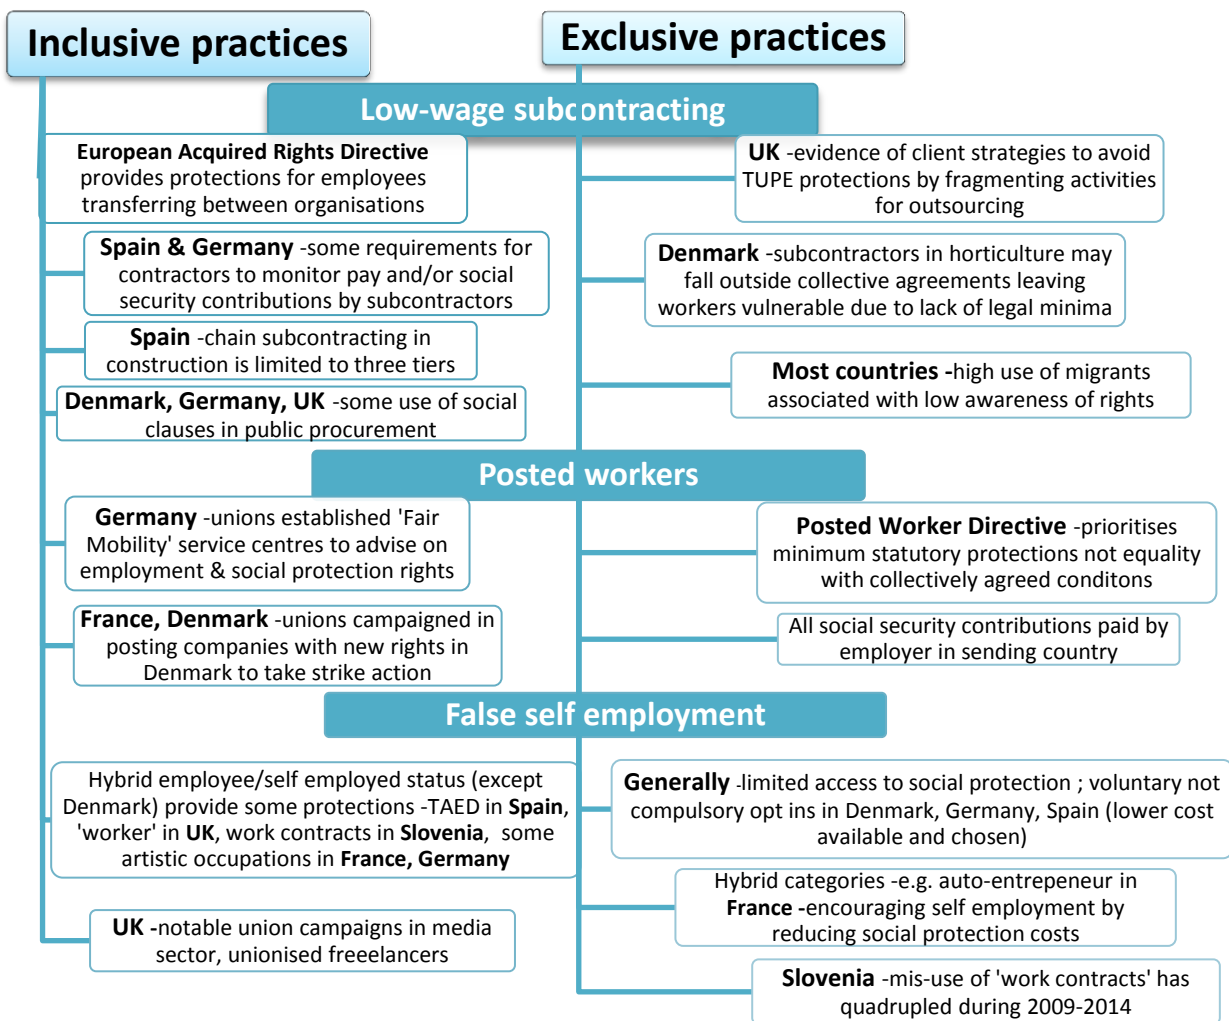 Inclusive practices
Exclusive practices
Low-wage subcontracting
European Acquired Rights Directive
provides protections for employees
transferring between organisations
Spain & Germany -some requirements for
contractors to monitor pay and/or social
security contributions by subcontractors
Spain -chain subcontracting in
construction is limited to three tiers
Denmark, Germany, UK -some use of social
clauses in public procurement
UK -evidence of client strategies to avoid
TUPE protections by fragmenting activities
for outsourcing
Denmark -subcontractors in horticulture may
fall outside collective agreements leaving
workers vulnerable due to lack of legal minima
Most countries -high use of migrants
associated with low awareness of rights
Posted workers
Germany -unions established 'Fair
Mobility' service centres to advise on
employment & social protection rights
France, Denmark -unions campaigned in
posting companies with new rights in
Denmark to take strike action
Posted Worker Directive -prioritises
minimum statutory protections not equality
with collectively agreed conditons
All social security contributions paid by
employer in sending country
False self employment
Hybrid employee/self employed status (except
Denmark) provide some protections -TAED in Spain,
'worker' in UK, work contracts in Slovenia, some
artistic occupations in France, Germany
UK -notable union campaigns in media
sector, unionised freeelancers
Generally -limited access to social protection ; voluntary not
compulsory opt ins in Denmark, Germany, Spain (lower cost
available and chosen)
Hybrid categories -e.g. auto-entrepeneur in
France -encouraging self employment by
reducing social protection costs
Slovenia -mis-use of 'work contracts' has
quadrupled during 2009-2014